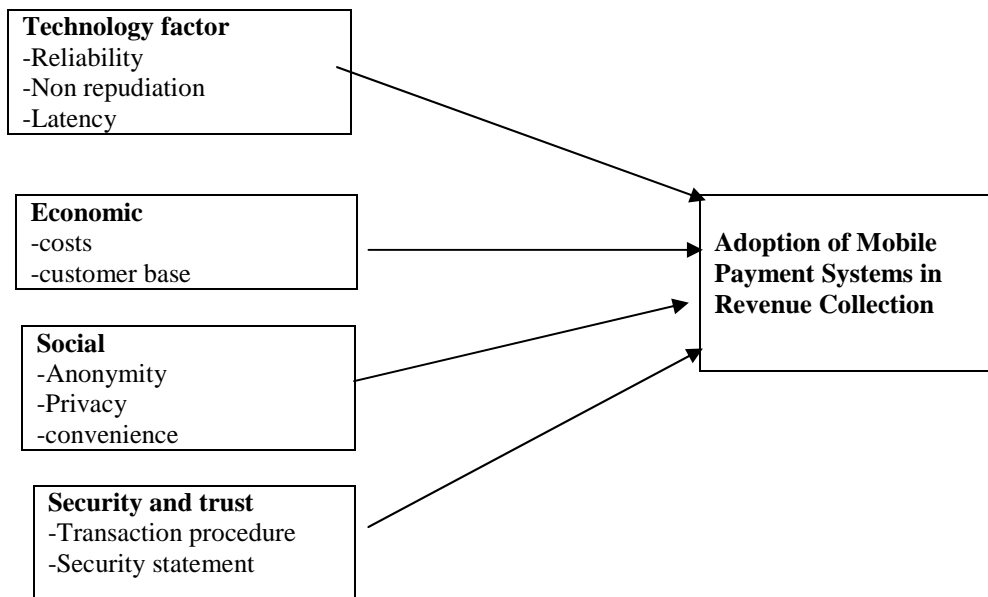 Technology factor
-Reliability
-Non repudiation
-Latency
Economic
-costs
-customer base
Social
-Anonymity
-Privacy
-convenience
Security and trust
-Transaction procedure
-Security statement
Adoption of Mobile
Payment Systems in
Revenue Collection